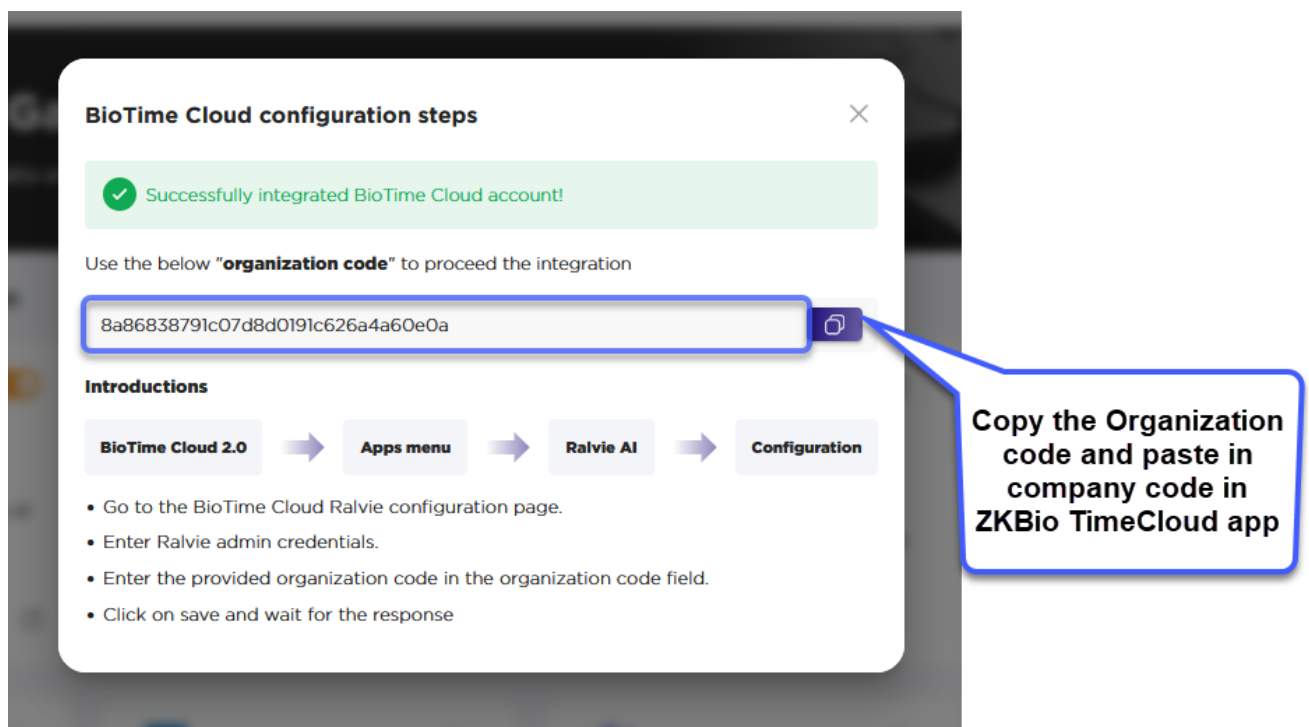 BioTime Cloud configuration steps
Successfully integrated BioTime Cloud account!
Use the below "organization code" to proceed the integration
8a86838791c07d8d0191c626a4a60e0a
Introductions
BioTime Cloud 2.0
Apps menu
Ralvie AI
Configuration
• Go to the BioTime Cloud Ralvie configuration page.
• Enter Ralvie admin credentials.
• Enter the provided organization code in the organization code field.
• Click on save and wait for the response
Copy the Organization
code and paste in
company code in
ZKBio TimeCloud app